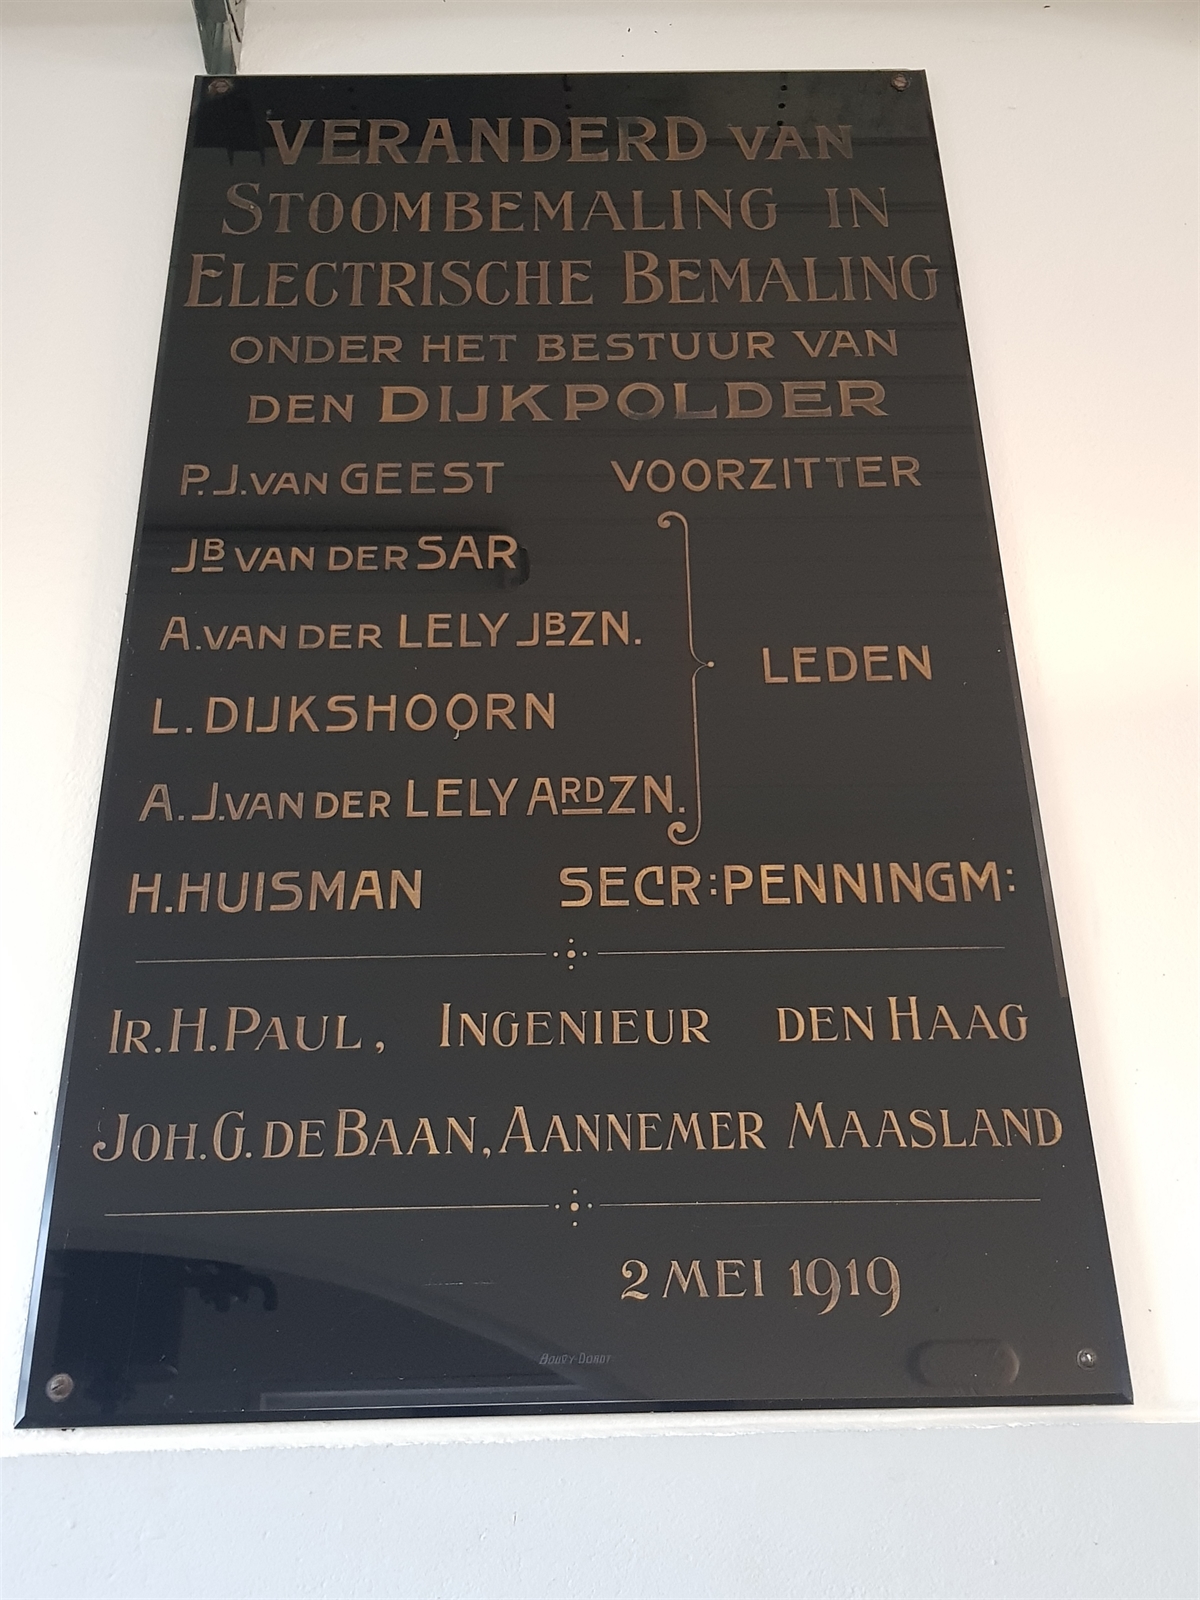 VERANDERD VAN
STOOMBEMALING IN
ELECTRISCHE BEMALING
ONDER HET BESTUUR VAN
DEN DIJKPOLDER
P.J. VAN GEEST VOORZITTER
JB VAN DER SAR
A. VAN DER LELY JBZN.
LEDEN
L. DIJKSHOORN
A. J. VAN DER LELY ARDZN.
H. HUISMAN SECR: PENNINGM:
IR. H. PAUL, INGENIEUR DEN HAAG
JOH. G. DE BAAN, AANNEMER MAASLAND
2 MEI 1919